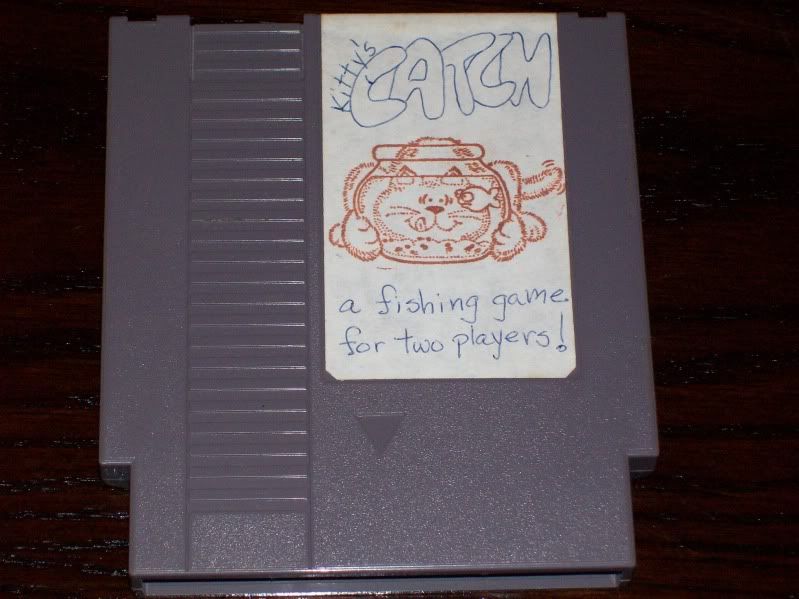 Kitty's
CATCH
a fishing game
for two players!